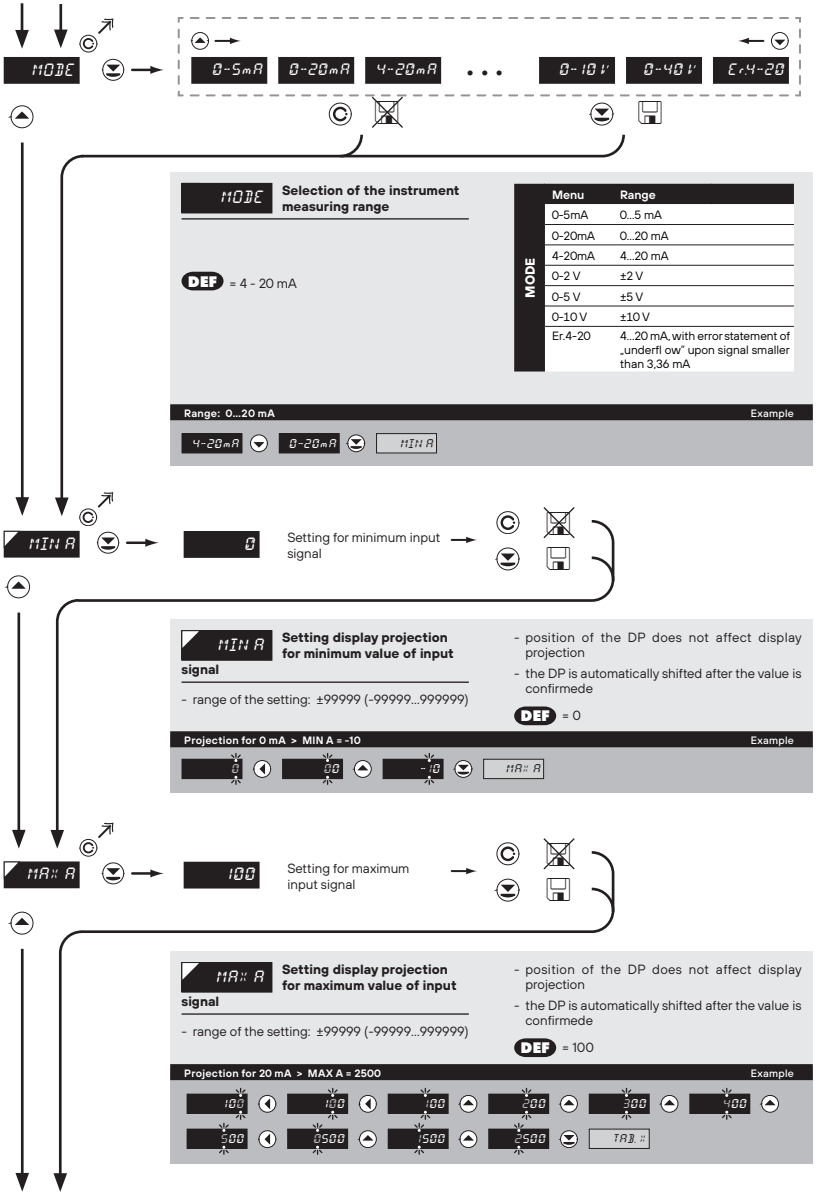 C
MODE 0-5mA 0-20mA 4-20mA ... 0-10V 0-40V Er.4-20
C
MODE Selection of the instrument
measuring range
DEF = 4 - 20 mA
MODE
Menu Range
0-5mA 0...5 mA
0-20mA 0...20 mA
4-20mA 4...20 mA
0-2 V ±2 V
0-5 V ±5 V
0-10 V ±10 V
Er.4-20 4...20 mA, with error statement of
„underfl ow” upon signal smaller
than 3,36 mA
Range: 0...20 mA Example
4-20mA 0-20mA MIN A
C
MIN A 0 Setting for minimum input
signal
C
MIN A Setting display projection
for minimum value of input
signal
- range of the setting: ±99999 (-99999...999999)
- position of the DP does not affect display
projection
- the DP is automatically shifted after the value is
confirmede
DEF = 0
Projection for 0 mA > MIN A = -10 Example
0 00 -10 MAX A
C
MAX A 100 Setting for maximum
input signal
C
MAX A Setting display projection
for maximum value of input
signal
- range of the setting: ±99999 (-99999...999999)
- position of the DP does not affect display
projection
- the DP is automatically shifted after the value is
confirmede
DEF = 100
Projection for 20 mA > MAX A = 2500 Example
100 100 100 200 300 400
500 0500 1500 2500 TAB. X